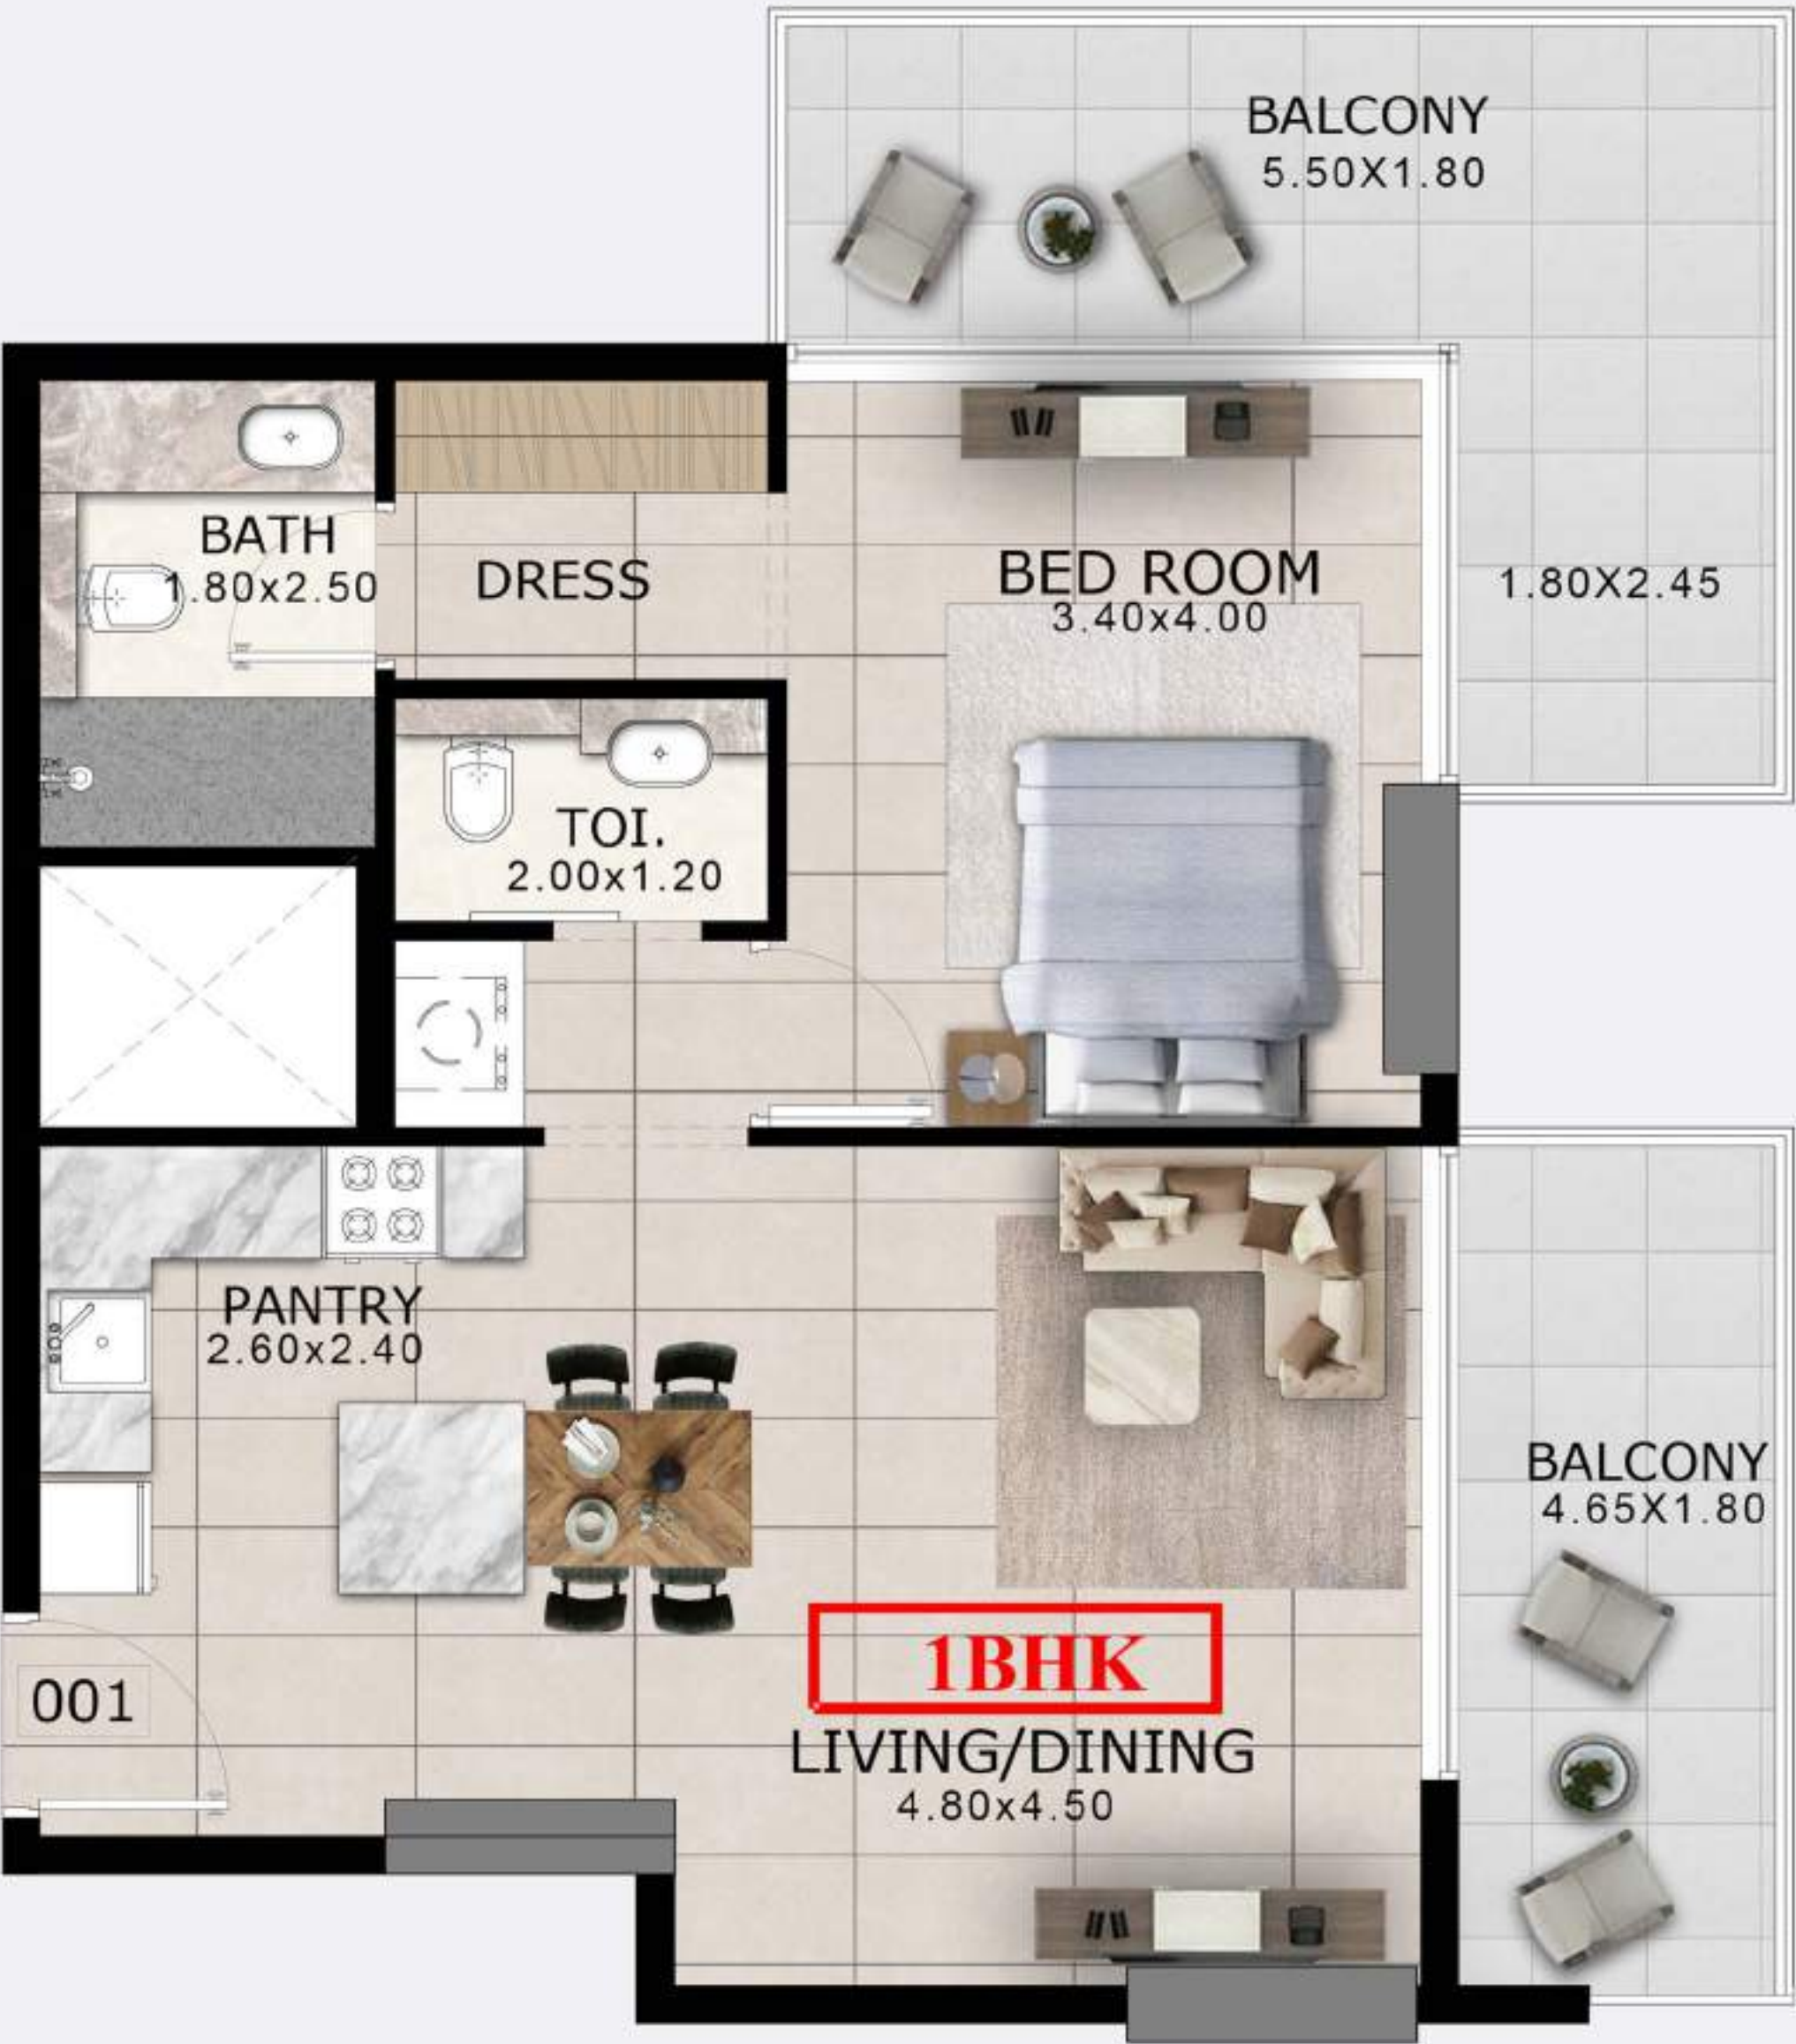 BALCONY
5.50X1.80
BATH
1.80x2.50
DRESS
BED ROOM
3.40x4.00
1.80X2.45
TOI.
2.00x1.20
PANTRY
2.60x2.40
BALCONY
4.65X1.80
1BHK
001
LIVING/DINING
4.80x4.50